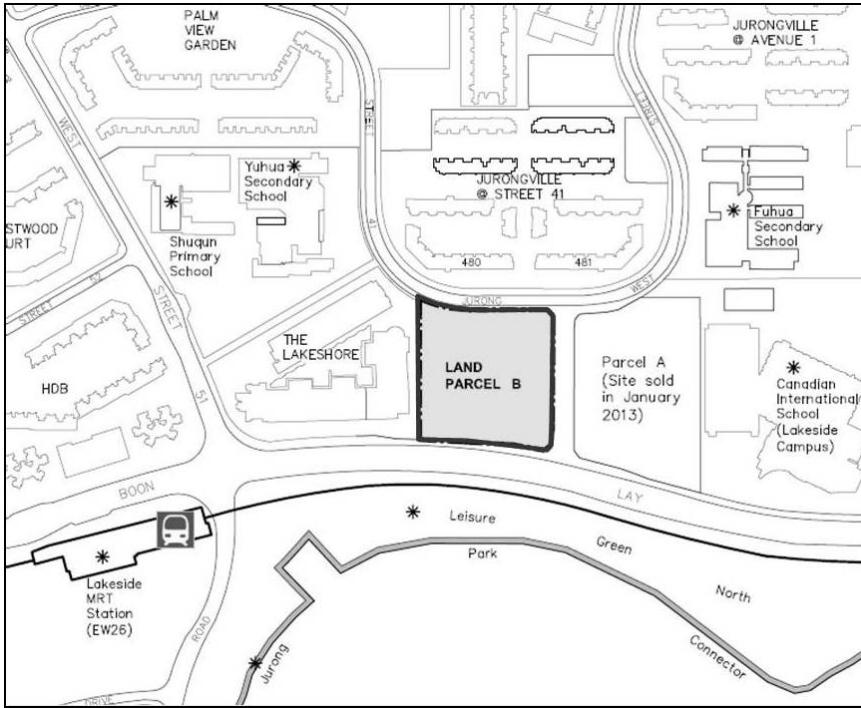 PALM
VIEW
GARDEN
JURONGVILLE
@ AVENUE 1
WEST
STREET
STREET
Yuhua
Secondary
School
JURONGVILLE
@ STREET 41
41
Fuhua
Secondary
School
STWOOD
URT
Shuqun
Primary
School
480
481
STREET 52
STREET
WEST
JURONG
THE
LAKESHORE
LAND
PARCEL B
Parcel A
(Site sold
in January
2013)
Canadian
International
School
(Lakeside
Campus)
HDB
51
BOON
LAY
Leisure
Park
Green
North
Connector
Lakeside
MRT
Station
(EW26)
ROAD
Jurong
DRIVE